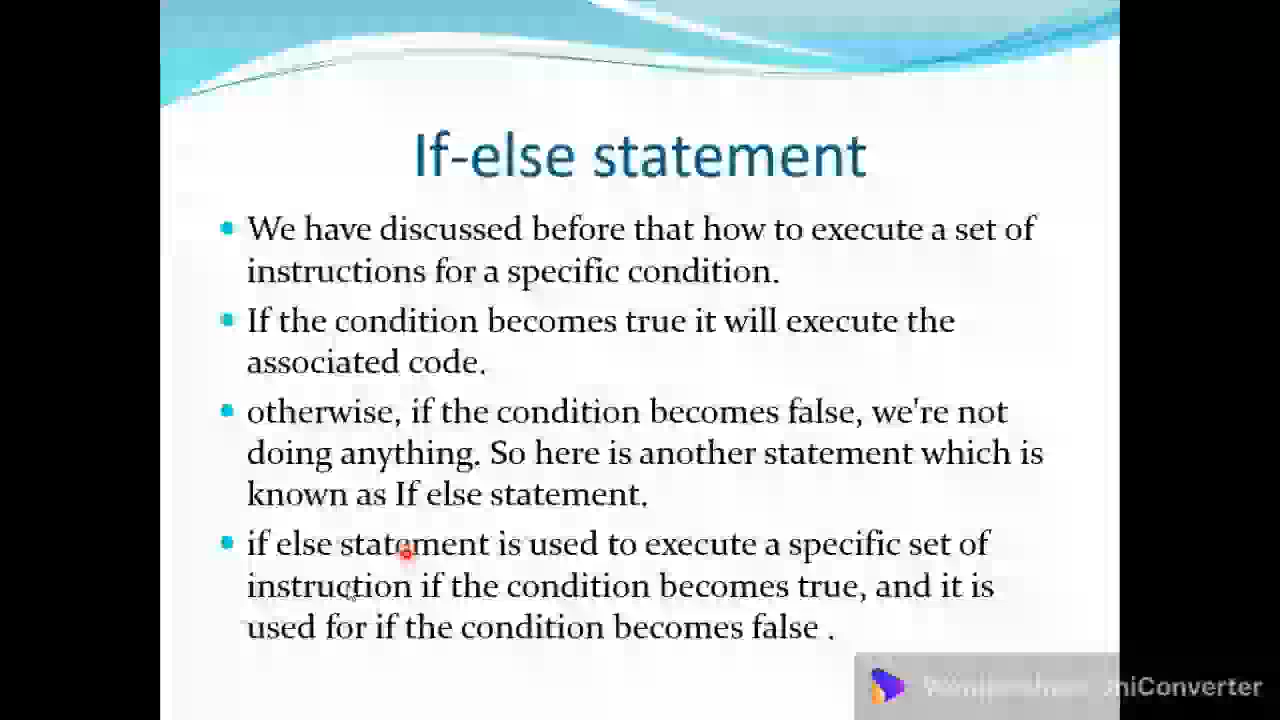 If-else statement
• We have discussed before that how to execute a set of
instructions for a specific condition.
• If the condition becomes true it will execute the
associated code.
• otherwise, if the condition becomes false, we're not
doing anything. So here is another statement which is
known as If else statement.
• if else statement is used to execute a specific set of
instruction if the condition becomes true, and it is
used for if the condition becomes false .
UniConverter